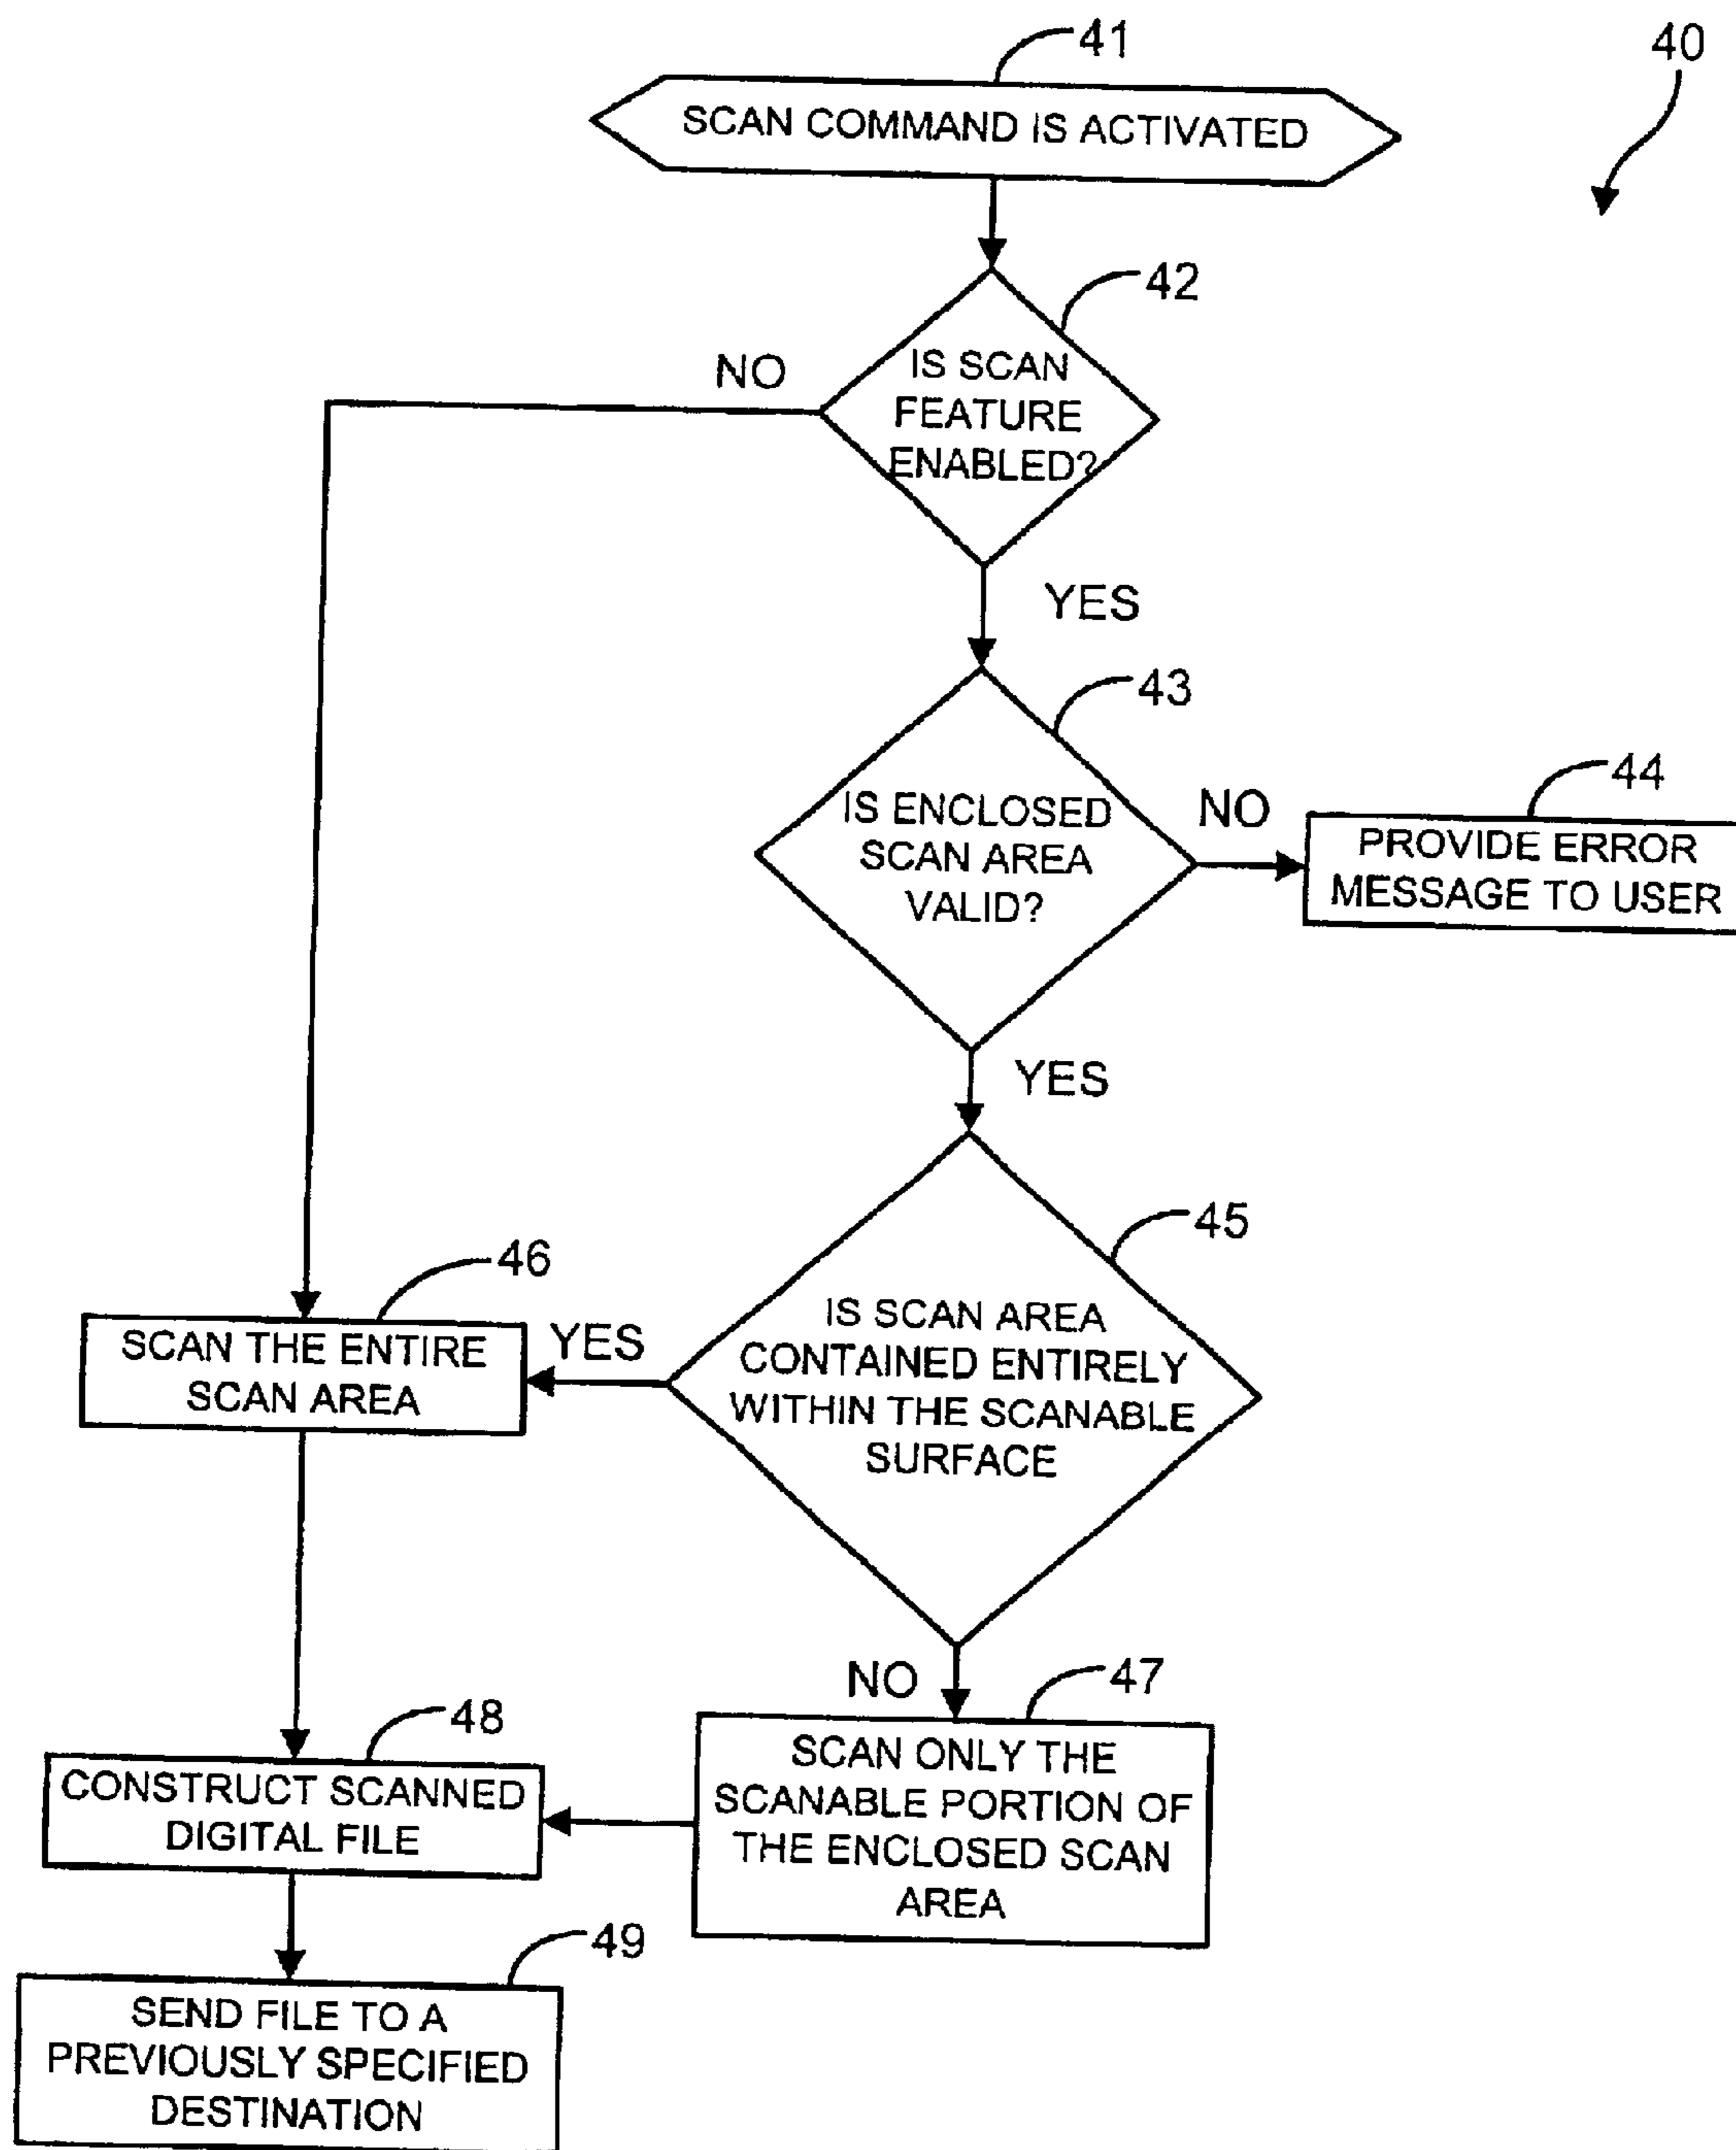 41
40
SCAN COMMAND IS ACTIVATED
42
NO
IS SCAN
FEATURE
ENABLED?
YES
43
IS ENCLOSED
SCAN AREA
VALID?
NO
44
PROVIDE ERROR
MESSAGE TO USER
YES
45
IS SCAN AREA
CONTAINED ENTIRELY
WITHIN THE SCANABLE
SURFACE
YES
46
SCAN THE ENTIRE
SCAN AREA
NO
47
SCAN ONLY THE
SCANABLE PORTION OF
THE ENCLOSED SCAN
AREA
48
CONSTRUCT SCANNED
DIGITAL FILE
49
SEND FILE TO A
PREVIOUSLY SPECIFIED
DESTINATION